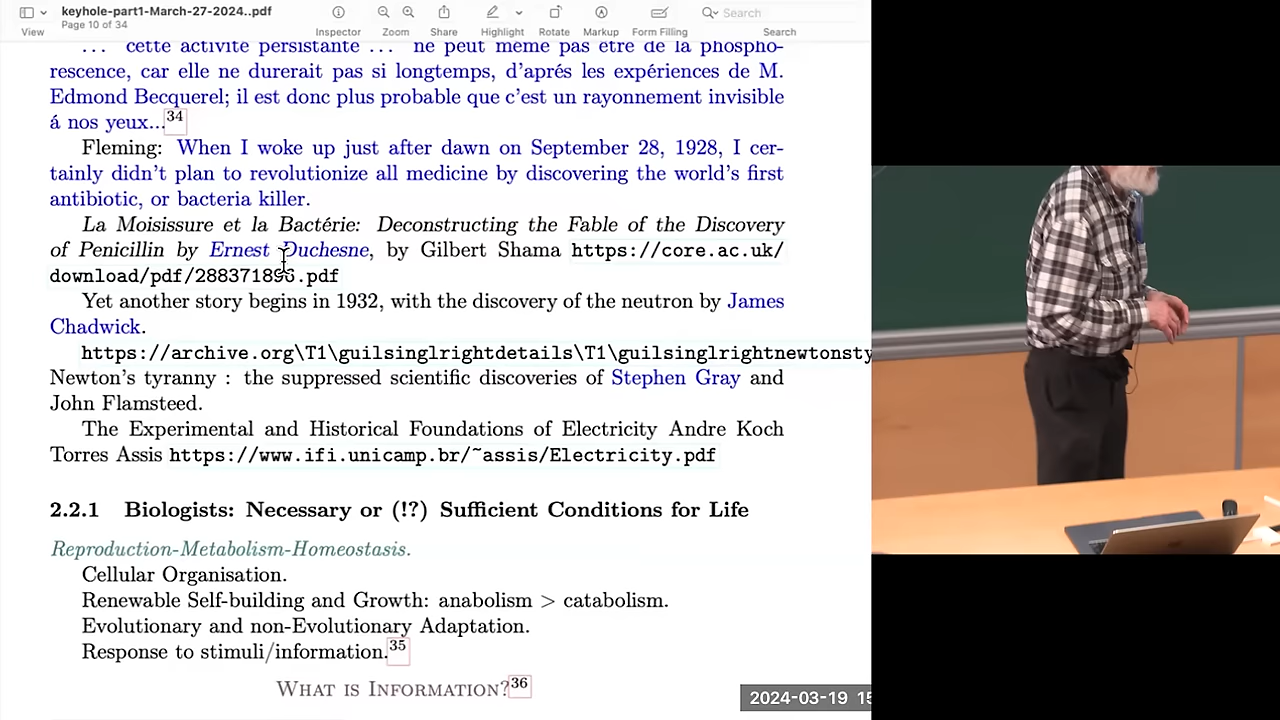 keyhole-part1-March-27-2024..pdf
Page 10 of 34
View
Inspector
Zoom
Share
Highlight
Rotate
Markup
Form Filling
Search
Search
... cette activité persistante ... ne peut même pas être de la phospho-
rescence, car elle ne durerait pas si longtemps, d'aprés les expériences de M.
Edmond Becquerel; il est donc plus probable que c'est un rayonnement invisible
á nos yeux...34
Fleming: When I woke up just after dawn on September 28, 1928, I cer-
tainly didn't plan to revolutionize all medicine by discovering the world's first
antibiotic, or bacteria killer.
La Moisissure et la Bactérie: Deconstructing the Fable of the Discovery
of Penicillin by Ernest Duchesne, by Gilbert Shama https://core.ac.uk/
download/pdf/288371893.pdf
Yet another story begins in 1932, with the discovery of the neutron by James
Chadwick.
https://archive.org\T1\guilsinglrightdetails\T1\guilsinglrightnewtonsty
Newton's tyranny : the suppressed scientific discoveries of Stephen Gray and
John Flamsteed.
The Experimental and Historical Foundations of Electricity Andre Koch
Torres Assis https://www.ifi.unicamp.br/~assis/Electricity.pdf
2.2.1 Biologists: Necessary or (!?) Sufficient Conditions for Life
Reproduction-Metabolism-Homeostasis.
Cellular Organisation.
Renewable Self-building and Growth: anabolism > catabolism.
Evolutionary and non-Evolutionary Adaptation.
Response to stimuli/information.35
What is Information?36
2024-03-19 15